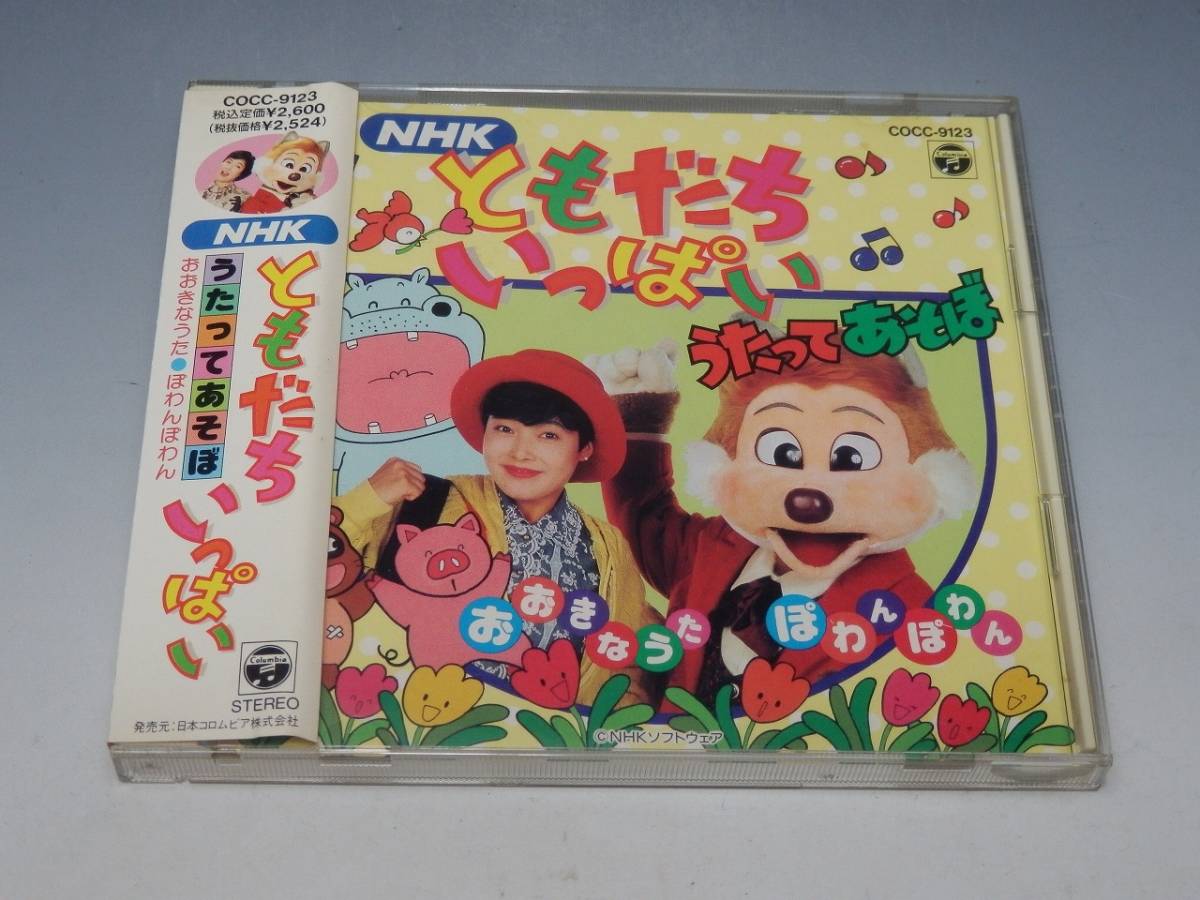 COCC-9123
税込定価¥2,600
(税抜価格¥2,524)
NHK
ともだち
いっぱい
うたってあそぼ
おおきなうた●ぽわんぽわん
Columbia
STEREO
発売元:日本コロムビア株式会社
NHK
ともだち
いっぱい
COCC-9123
Columbia
うたって あそぼ
おおきなうた ぽわんぽわん
©NHKソフトウェア